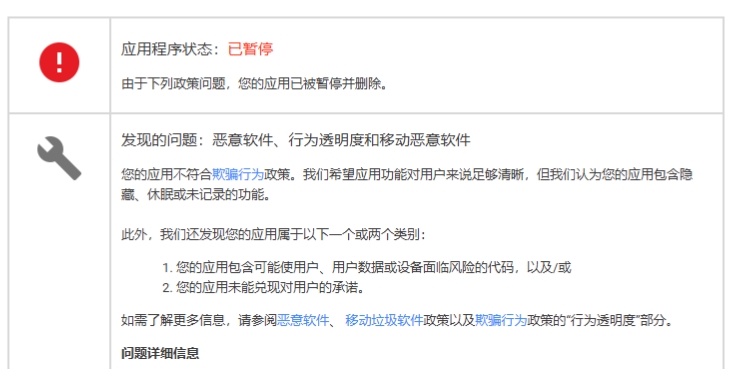 应用程序状态：已暂停
由于下列政策问题，您的应用已被暂停并删除。
发现的问题：恶意软件、行为透明度和移动恶意软件
您的应用不符合欺骗行为政策。我们希望应用功能对用户来说足够清晰，但我们认为您的应用包含隐
藏、休眠或未记录的功能。
此外，我们还发现您的应用属于以下一个或两个类别：
1. 您的应用包含可能使用户、用户数据或设备面临风险的代码，以及/或
2. 您的应用未能兑现对用户的承诺。
如需了解更多信息，请参阅恶意软件、 移动垃圾软件政策以及欺骗行为政策的“行为透明度”部分。
问题详细信息